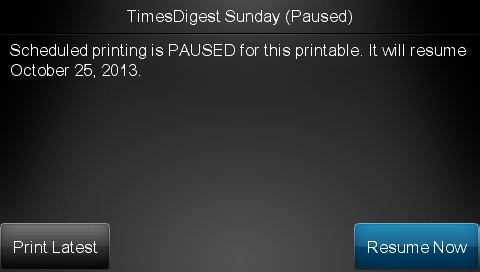 TimesDigest Sunday (Paused)
Scheduled printing is PAUSED for this printable. It will resume
October 25, 2013.
Print Latest
Resume Now